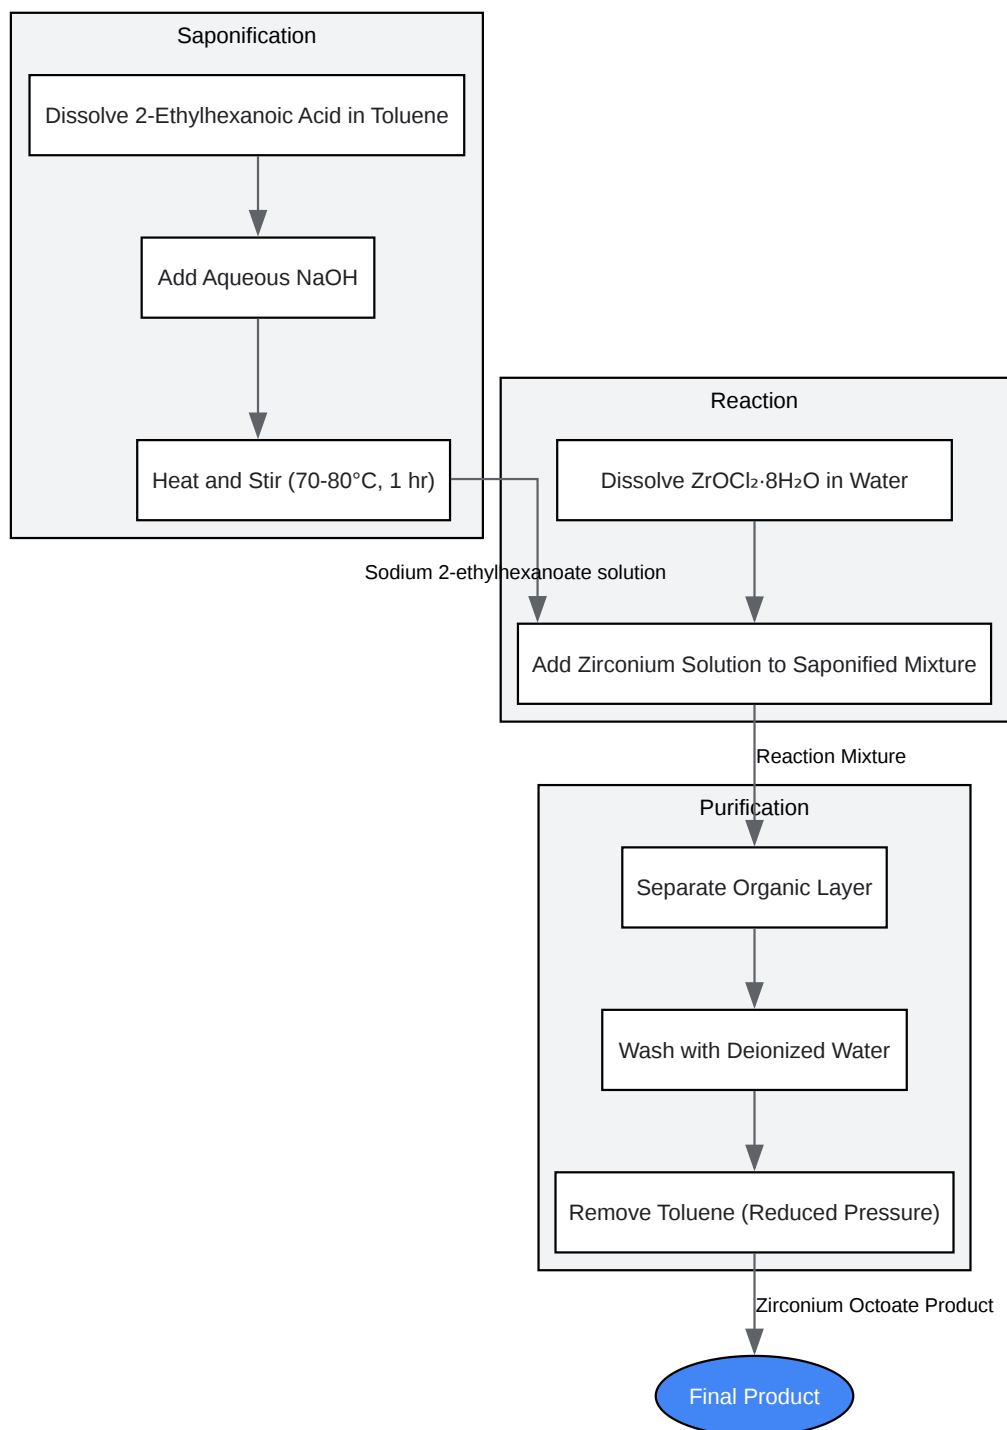 Saponification
Dissolve 2-Ethylhexanoic Acid in Toluene
Add Aqueous NaOH
Heat and Stir (70-80°C, 1 hr)
Sodium 2-ethylhexanoate solution
Reaction
Dissolve ZrOCl₂·8H₂O in Water
Add Zirconium Solution to Saponified Mixture
Reaction Mixture
Purification
Separate Organic Layer
Wash with Deionized Water
Remove Toluene (Reduced Pressure)
Zirconium Octoate Product
Final Product